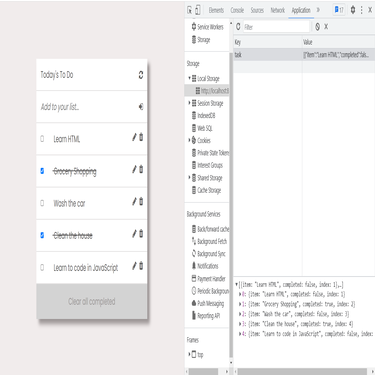 Today's To Do
Add to your list...
Learn HTML
Grocery Shopping
Wash the car
Clean the house
Learn to code in JavaScript
Clear all completed
Elements
Console
Sources
Network
Application
»
57
Service Workers
Storage
Storage
Local Storage
http://localhost:8
Session Storage
IndexedDB
Web SQL
Cookies
Private State Tokens
Interest Groups
Shared Storage
Cache Storage
Background Services
Back/forward cache
Background Fetch
Background Sync
Notifications
Payment Handler
Periodic Background
Push Messaging
Reporting API
Frames
top
Filter
Key Value
task [{"item":"Learn HTML","completed":fals...
▼[{item: "Learn HTML", completed: false, index: 1},…]
▶0: {item: "Learn HTML", completed: false, index: 1}
▶1: {item: "Grocery Shopping", completed: true, index: 2}
▶2: {item: "Wash the car", completed: false, index: 3}
▶3: {item: "Clean the house", completed: true, index: 4}
▶4: {item: "Learn to code in JavaScript", completed: false, index: